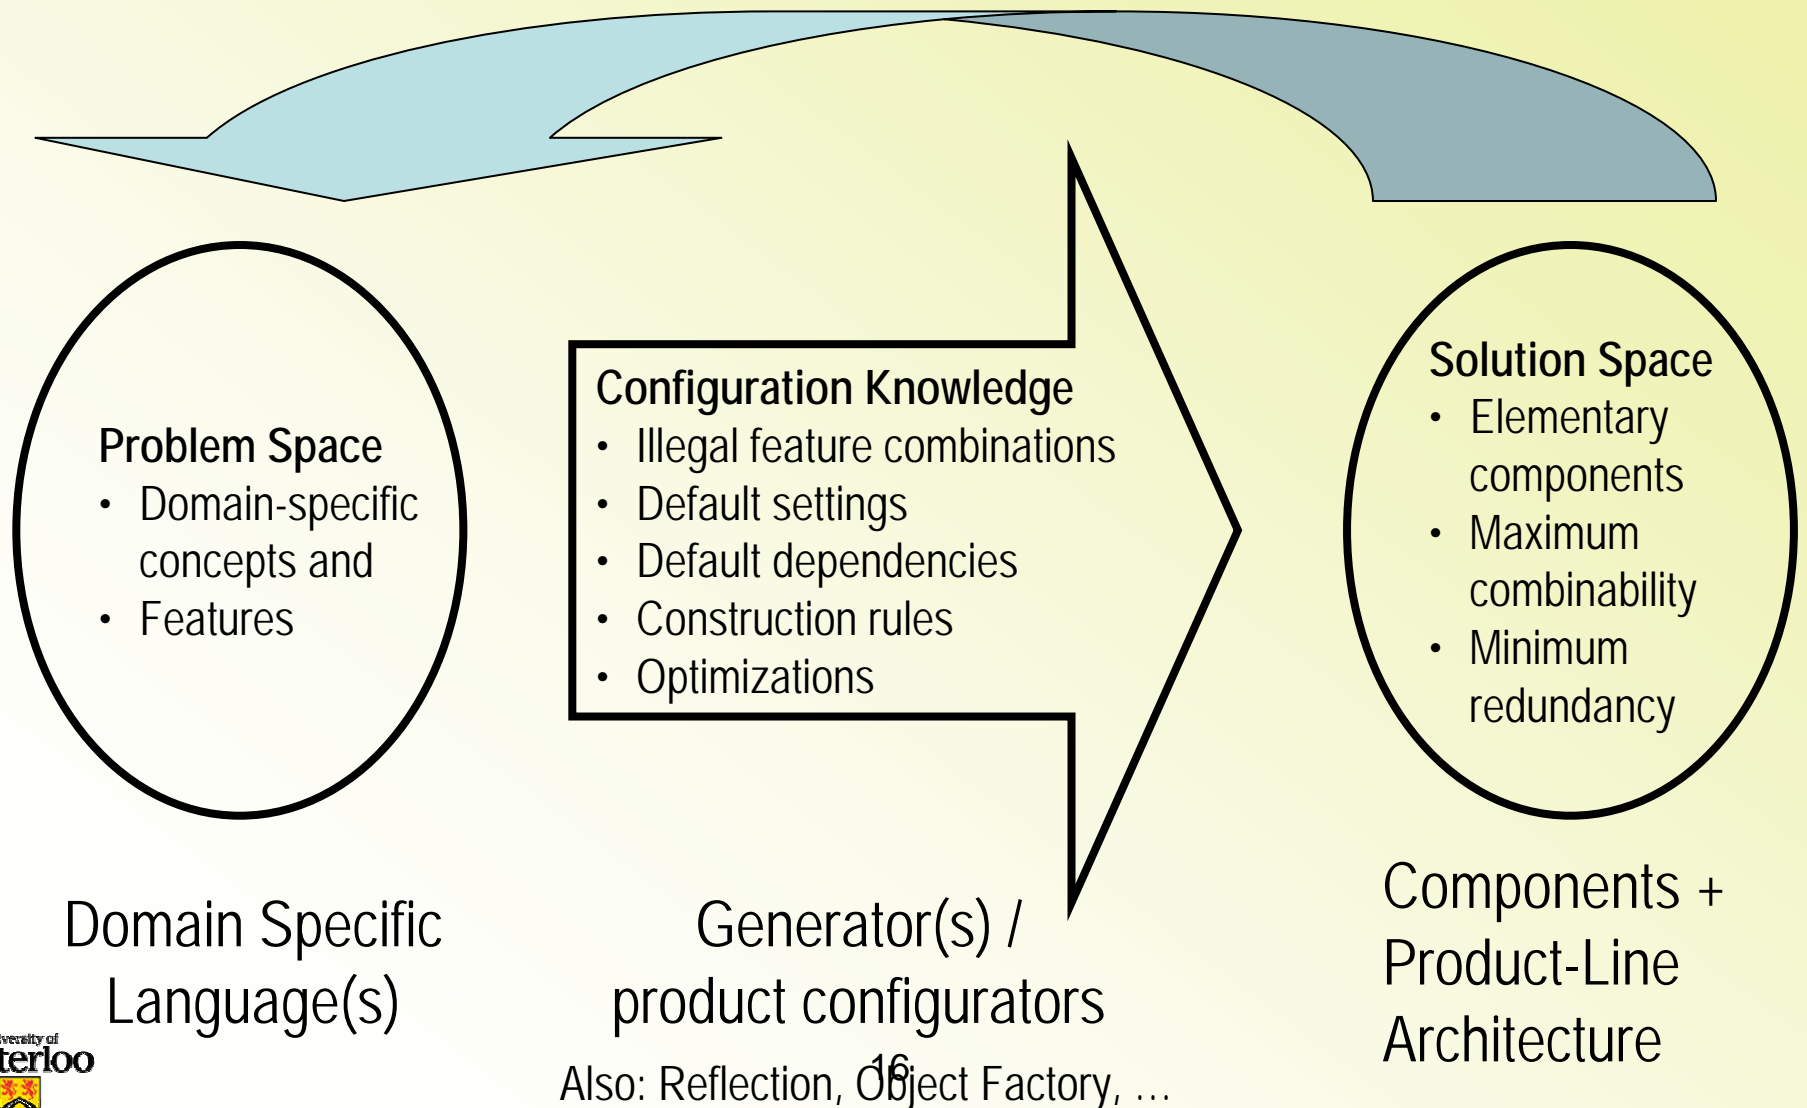 Problem Space
• Domain-specific
concepts and
• Features
Configuration Knowledge
• Illegal feature combinations
• Default settings
• Default dependencies
• Construction rules
• Optimizations
Solution Space
• Elementary
components
• Maximum
combinability
• Minimum
redundancy
Domain Specific
Language(s)
Generator(s) /
product configurators
Also: Reflection, Object Factory, ...
Components +
Product-Line
Architecture
16
versity of
terloo